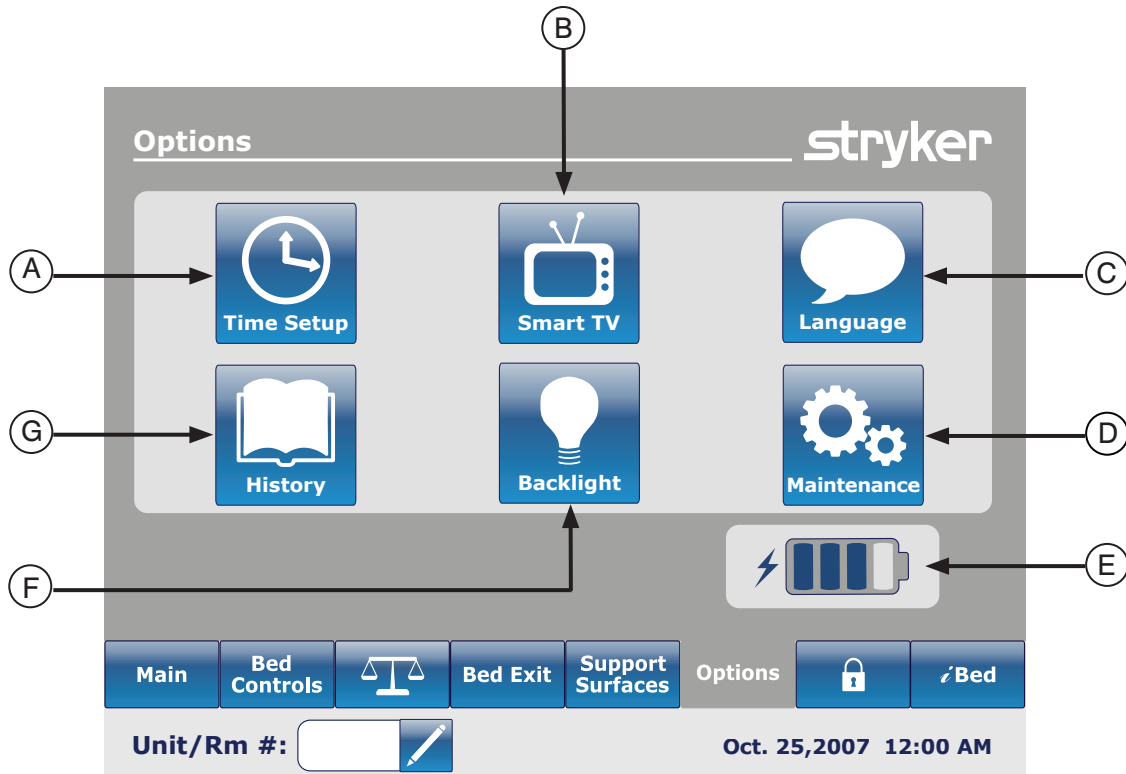 B
Options
stryker
A
Time Setup
Smart TV
Language
C
G
History
Backlight
Maintenance
D
F
E
Main
Bed
Controls
Bed Exit
Support
Surfaces
Options
iBed
Unit/Rm #:
Oct. 25,2007 12:00 AM